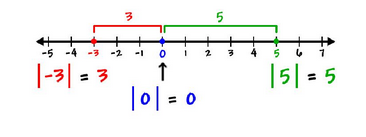 3 5
-5 -4 -3 -2 -1 0 1 2 3 4 5 6 7
|-3| = 3 |5| = 5
|0| = 0